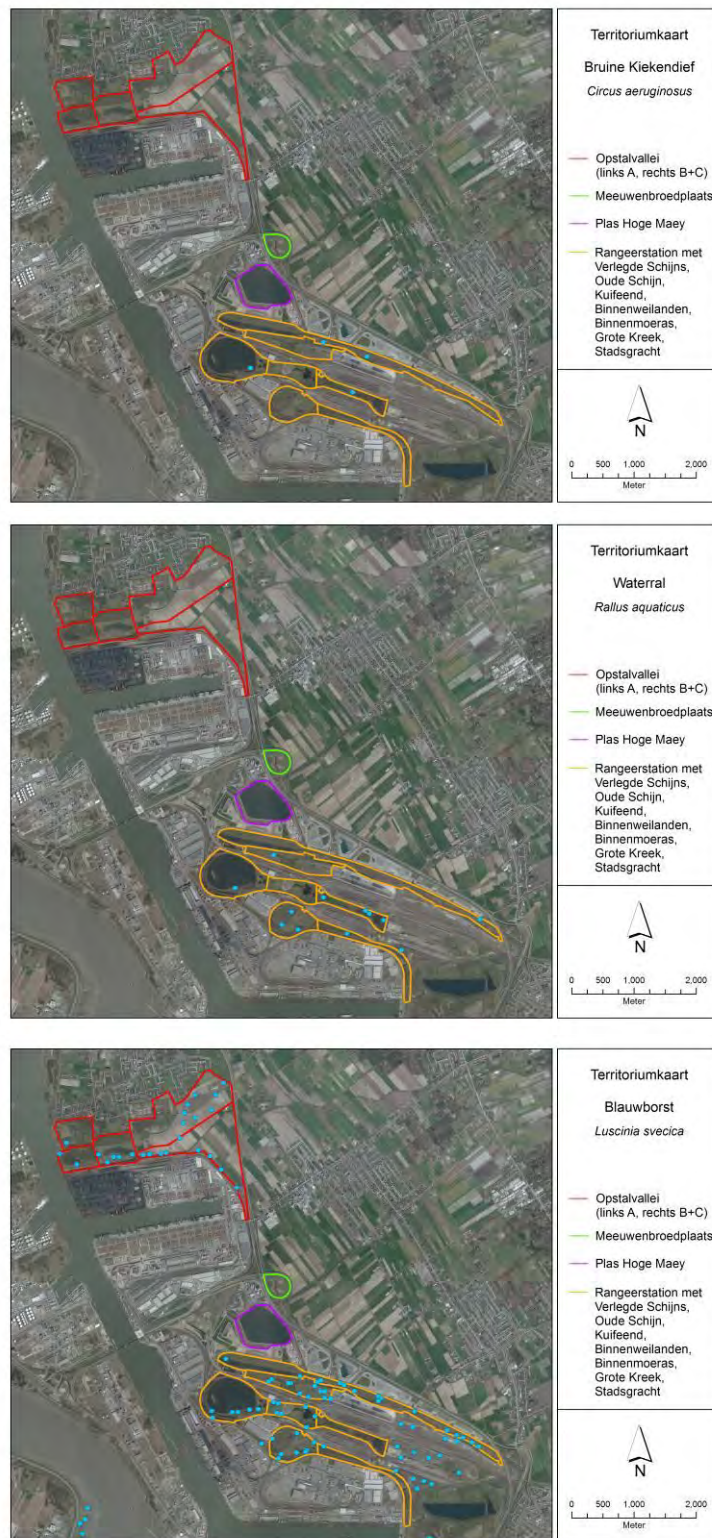 Territoriumkaart
Bruine Kiekendief
Circus aeruginosus
Opstalvallei
(links A, rechts B+C)
Meeuwenbroedplaats
Plas Hoge Maey
Rangeerstation met
Verlegde Schijns,
Oude Schijn,
Kuifeend,
Binnenweilanden,
Binnenmoeras,
Grote Kreek,
Stadsgracht
N
0 500 1,000 2,000
Meter
Territoriumkaart
Waterral
Rallus aquaticus
Opstalvallei
(links A, rechts B+C)
Meeuwenbroedplaats
Plas Hoge Maey
Rangeerstation met
Verlegde Schijns,
Oude Schijn,
Kuifeend,
Binnenweilanden,
Binnenmoeras,
Grote Kreek,
Stadsgracht
N
0 500 1,000 2,000
Meter
Territoriumkaart
Blauwborst
Luscinia svecica
Opstalvallei
(links A, rechts B+C)
Meeuwenbroedplaats
Plas Hoge Maey
Rangeerstation met
Verlegde Schijns,
Oude Schijn,
Kuifeend,
Binnenweilanden,
Binnenmoeras,
Grote Kreek,
Stadsgracht
N
0 500 1,000 2,000
Meter